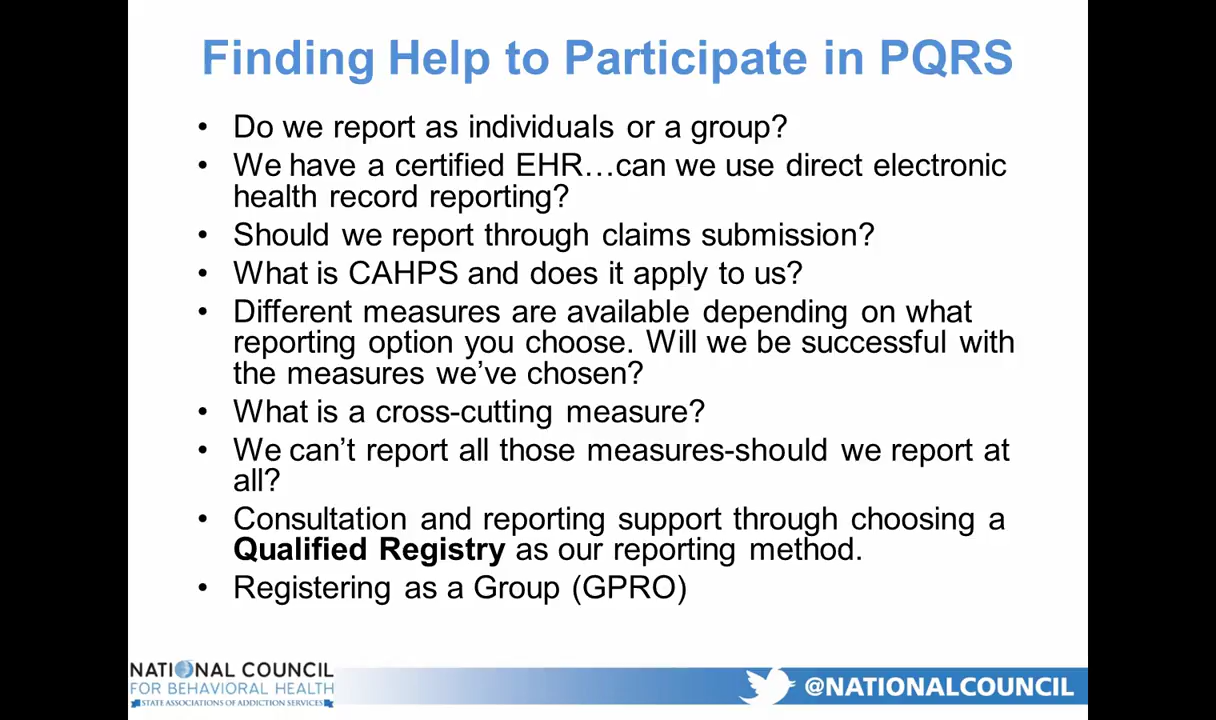 Finding Help to Participate in PQRS
• Do we report as individuals or a group?
• We have a certified EHR…can we use direct electronic
health record reporting?
• Should we report through claims submission?
• What is CAHPS and does it apply to us?
• Different measures are available depending on what
reporting option you choose. Will we be successful with
the measures we’ve chosen?
• What is a cross-cutting measure?
• We can’t report all those measures-should we report at
all?
• Consultation and reporting support through choosing a
Qualified Registry as our reporting method.
• Registering as a Group (GPRO)
NATIONAL COUNCIL
FOR BEHAVIORAL HEALTH
STATE ASSOCIATIONS OF ADDICTION SERVICES
@NATIONALCOUNCIL